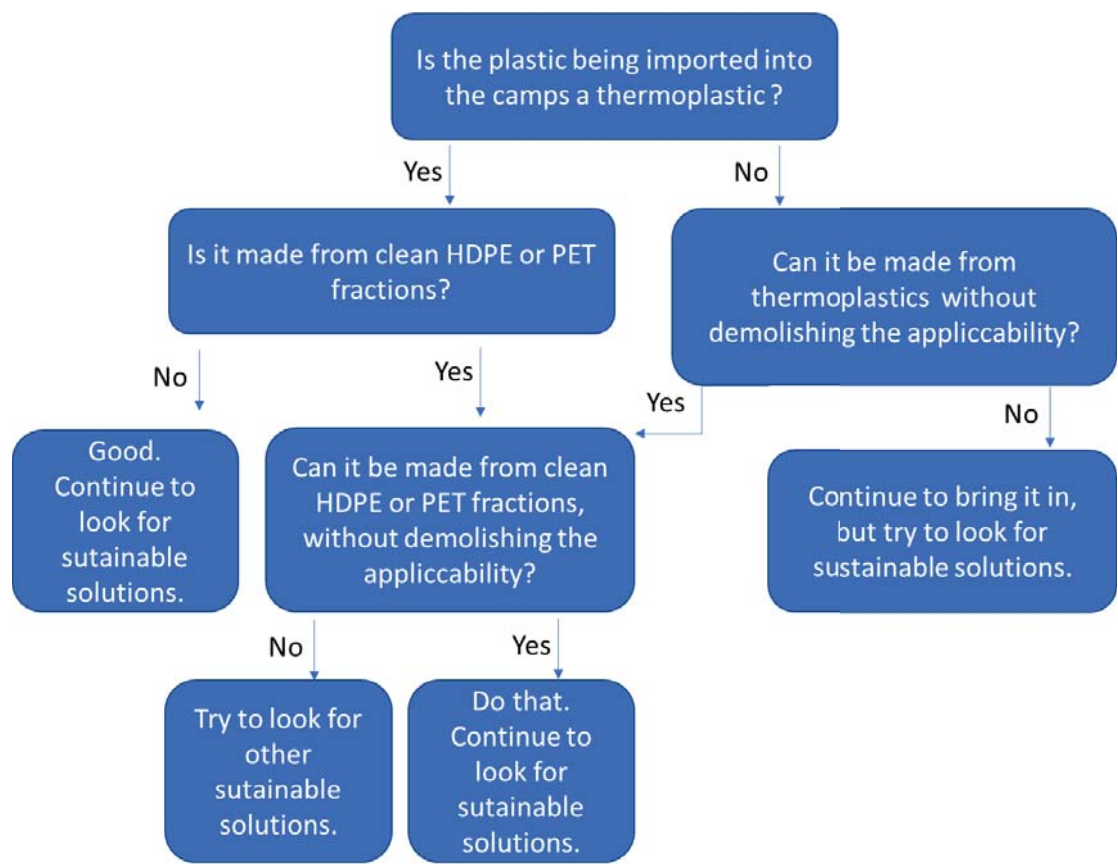 Is the plastic being imported into
the camps a thermoplastic ?
Yes
No
Is it made from clean HDPE or PET
fractions?
Can it be made from
thermoplastics without
demolishing the appliccability?
No
Yes
Yes
No
Good.
Continue to
look for
sutainable
solutions.
Can it be made from clean
HDPE or PET fractions,
without demolishing the
appliccability?
Continue to bring it in,
but try to look for
sustainable solutions.
No
Yes
Try to look for
other
sutainable
solutions.
Do that.
Continue to
look for
sutainable
solutions.